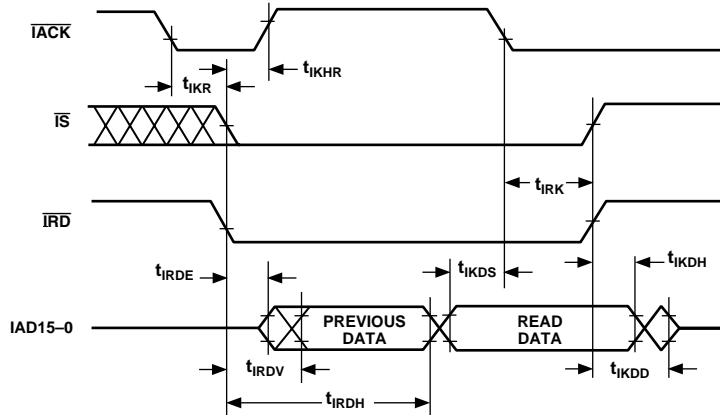 IACK
tIKR
tIKHR
IS
tIRK
IRD
tIRDE
tIKDS
tIKDH
IAD15–0
PREVIOUS
DATA
READ
DATA
tIRDV
tIKDD
tIRDH